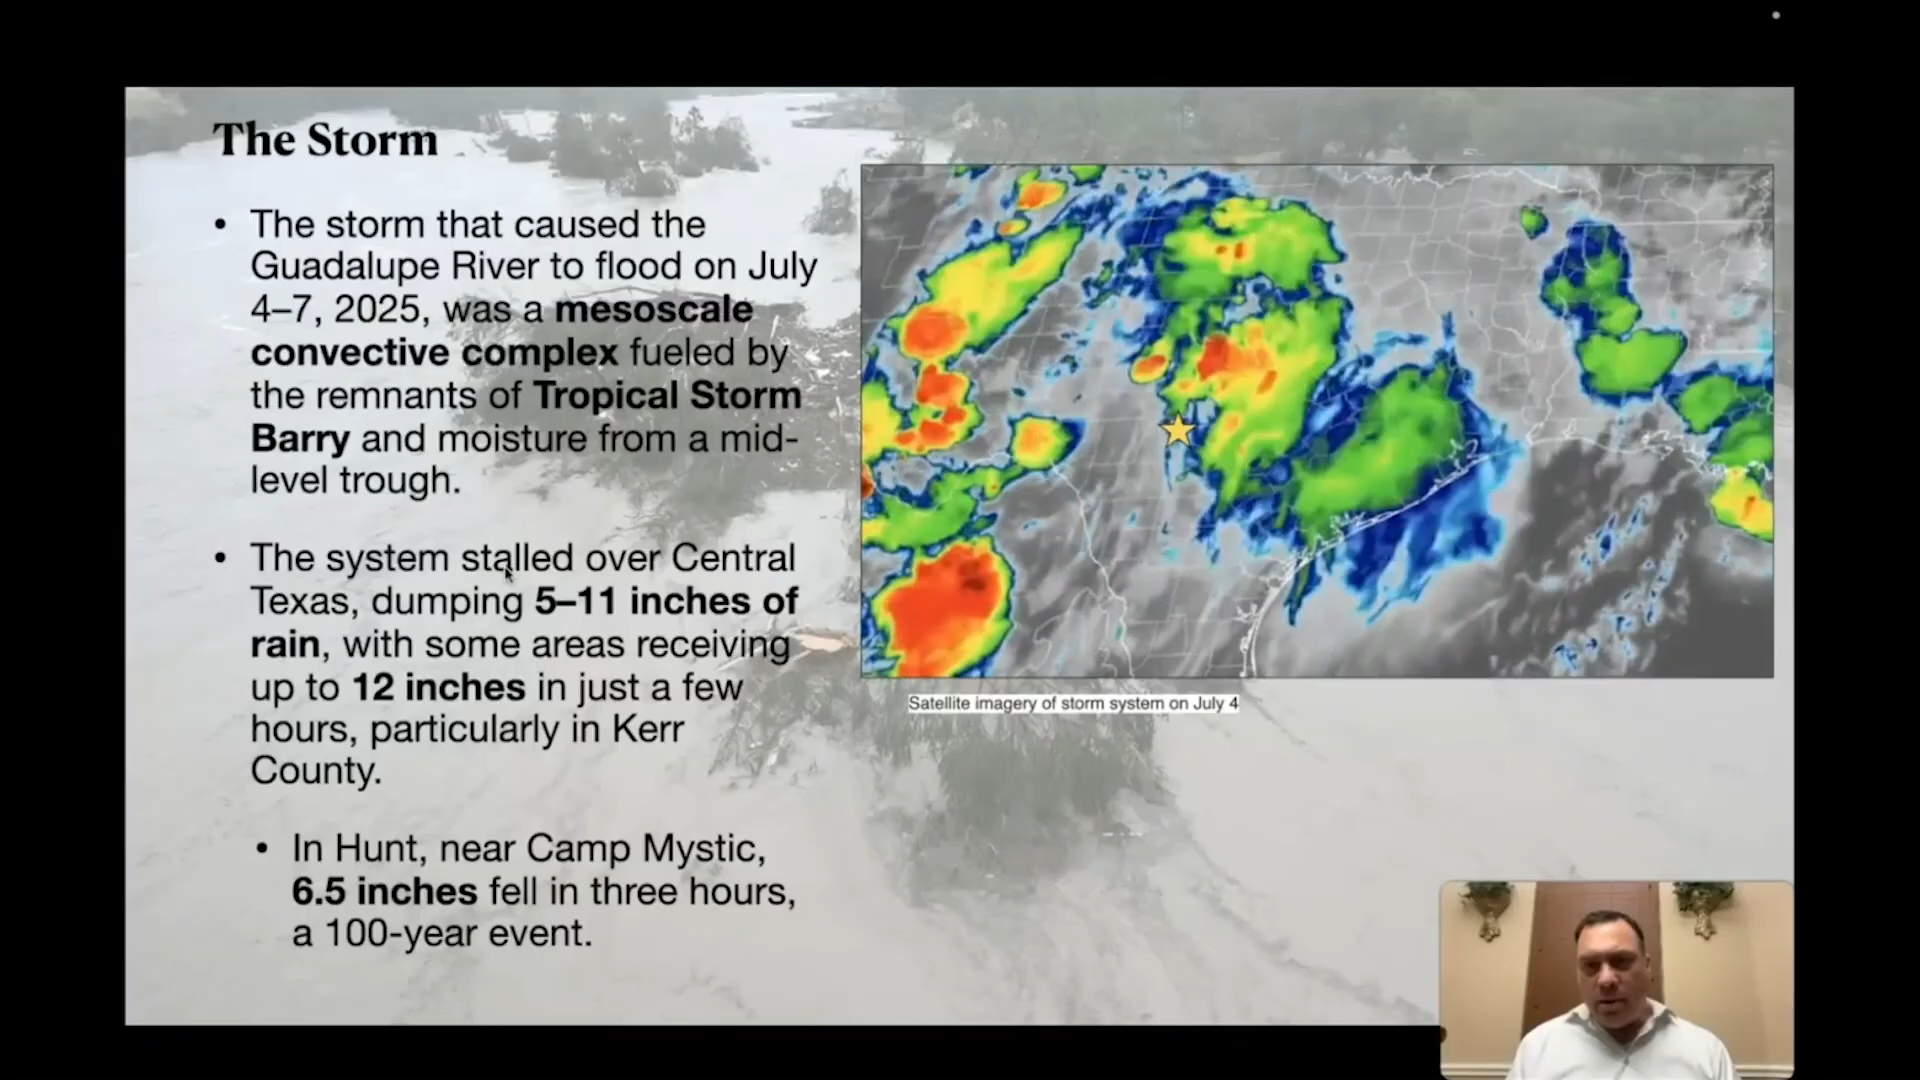 The Storm
• The storm that caused the
Guadalupe River to flood on July
4–7, 2025, was a mesoscale
convective complex fueled by
the remnants of Tropical Storm
Barry and moisture from a mid-
level trough.
• The system stalled over Central
Texas, dumping 5–11 inches of
rain, with some areas receiving
up to 12 inches in just a few
hours, particularly in Kerr
County.
• In Hunt, near Camp Mystic,
6.5 inches fell in three hours,
a 100-year event.
Satellite imagery of storm system on July 4